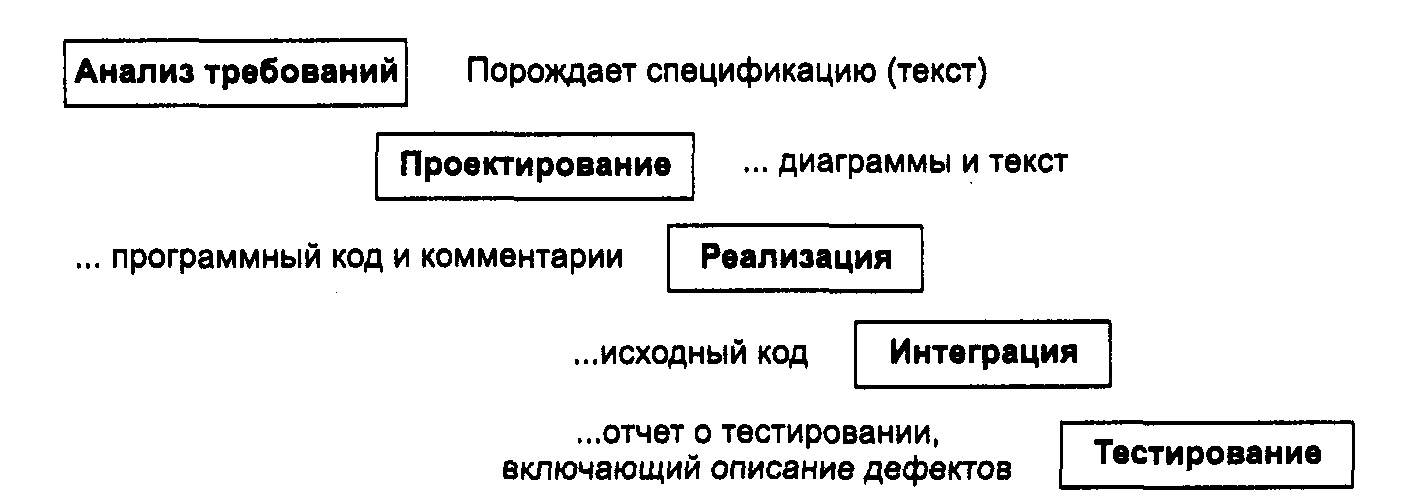 Анализ требований Порождает спецификацию (текст)
Проектирование ... диаграммы и текст
... программный код и комментарии Реализация
...исходный код Интеграция
...отчет о тестировании,
включающий описание дефектов Тестирование